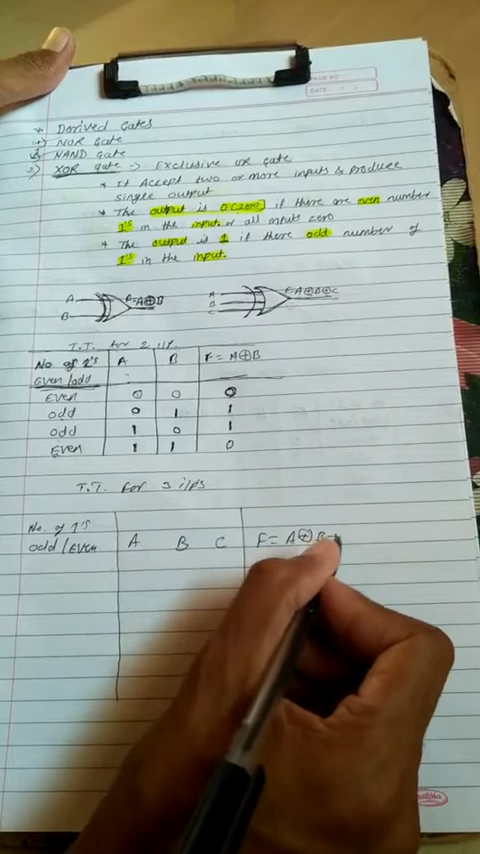 PAGE NO.
DATE
* Derived Gates
1) NOR Gate
2) NAND Gate
3) XOR gate -> Exclusive OR gate
* It Accept two or more inputs & produce
single output
* The output is 0(Zero) if there are even number
1's in the input. or all inputs zero
* The output is 1 if there odd number of
1's in the input.
A B F=A⊕B
A B C F=A⊕B⊕C
T.T. for 2 i/p.
No. of 1's A B F = A⊕B
Even/odd
Even 0 0 0
odd 0 1 1
odd 1 0 1
Even 1 1 0
T.T. for 3 i/ps
No. of 1's
odd/Even A B C F= A⊕B